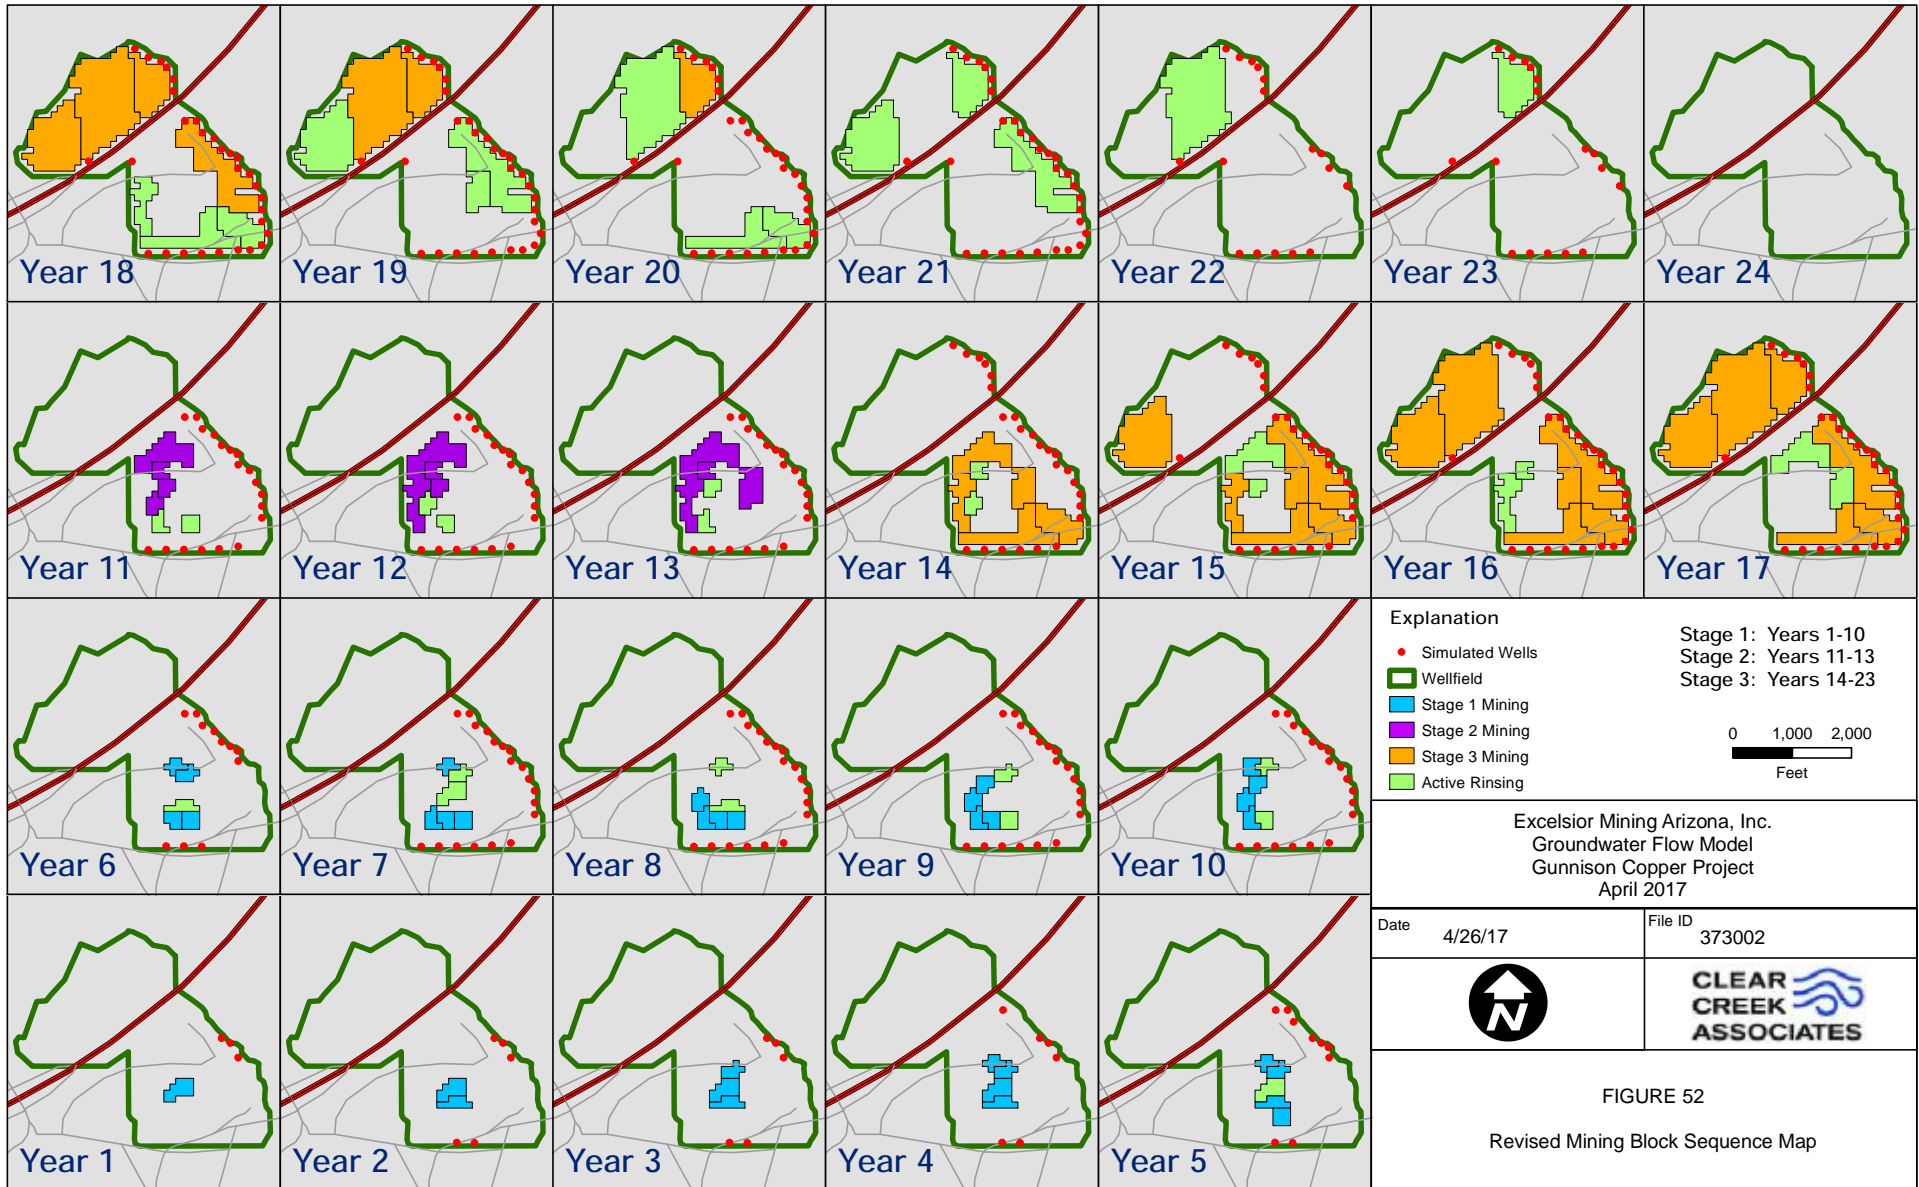 Year 18
Year 19
Year 20
Year 21
Year 22
Year 23
Year 24
Year 11
Year 12
Year 13
Year 14
Year 15
Year 16
Year 17
Year 6
Year 7
Year 8
Year 9
Year 10
Explanation
Simulated Wells
Wellfield
Stage 1 Mining
Stage 2 Mining
Stage 3 Mining
Active Rinsing
Stage 1: Years 1-10
Stage 2: Years 11-13
Stage 3: Years 14-23
0 1,000 2,000
Feet
Excelsior Mining Arizona, Inc.
Groundwater Flow Model
Gunnison Copper Project
April 2017
Date 4/26/17
File ID 373002
N
CLEAR
CREEK
ASSOCIATES
Year 1
Year 2
Year 3
Year 4
Year 5
FIGURE 52
Revised Mining Block Sequence Map